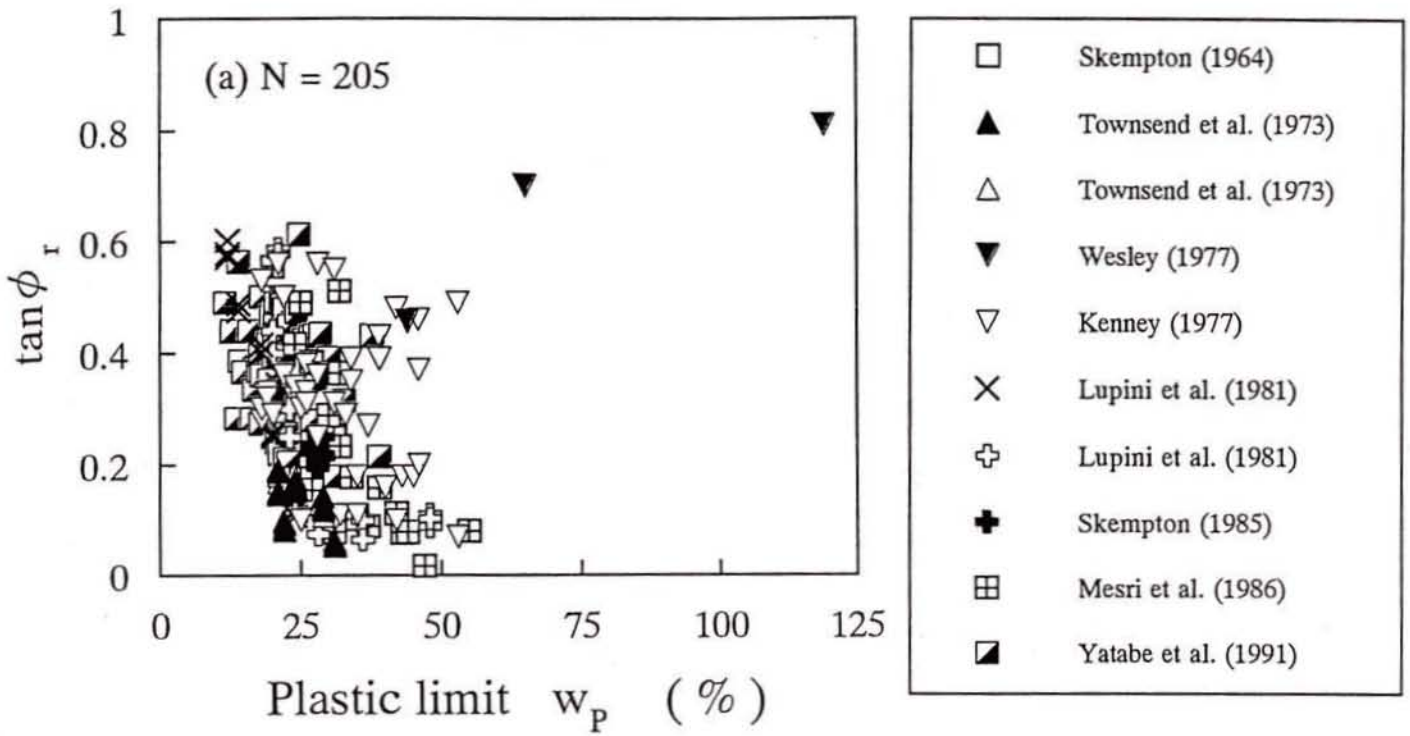 1
0.8
0.6
0.4
0.2
0
tan ϕ r
(a) N = 205
0 25 50 75 100 125
Plastic limit wP (%)
Skempton (1964)
Townsend et al. (1973)
Townsend et al. (1973)
Wesley (1977)
Kenney (1977)
Lupini et al. (1981)
Lupini et al. (1981)
Skempton (1985)
Mesri et al. (1986)
Yatabe et al. (1991)